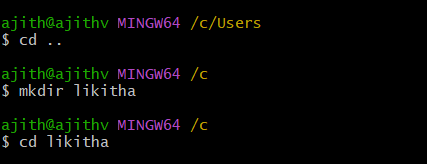 ajith@ajithv MINGW64 /c/Users
$ cd ..
ajith@ajithv MINGW64 /c
$ mkdir likitha
ajith@ajithv MINGW64 /c
$ cd likitha